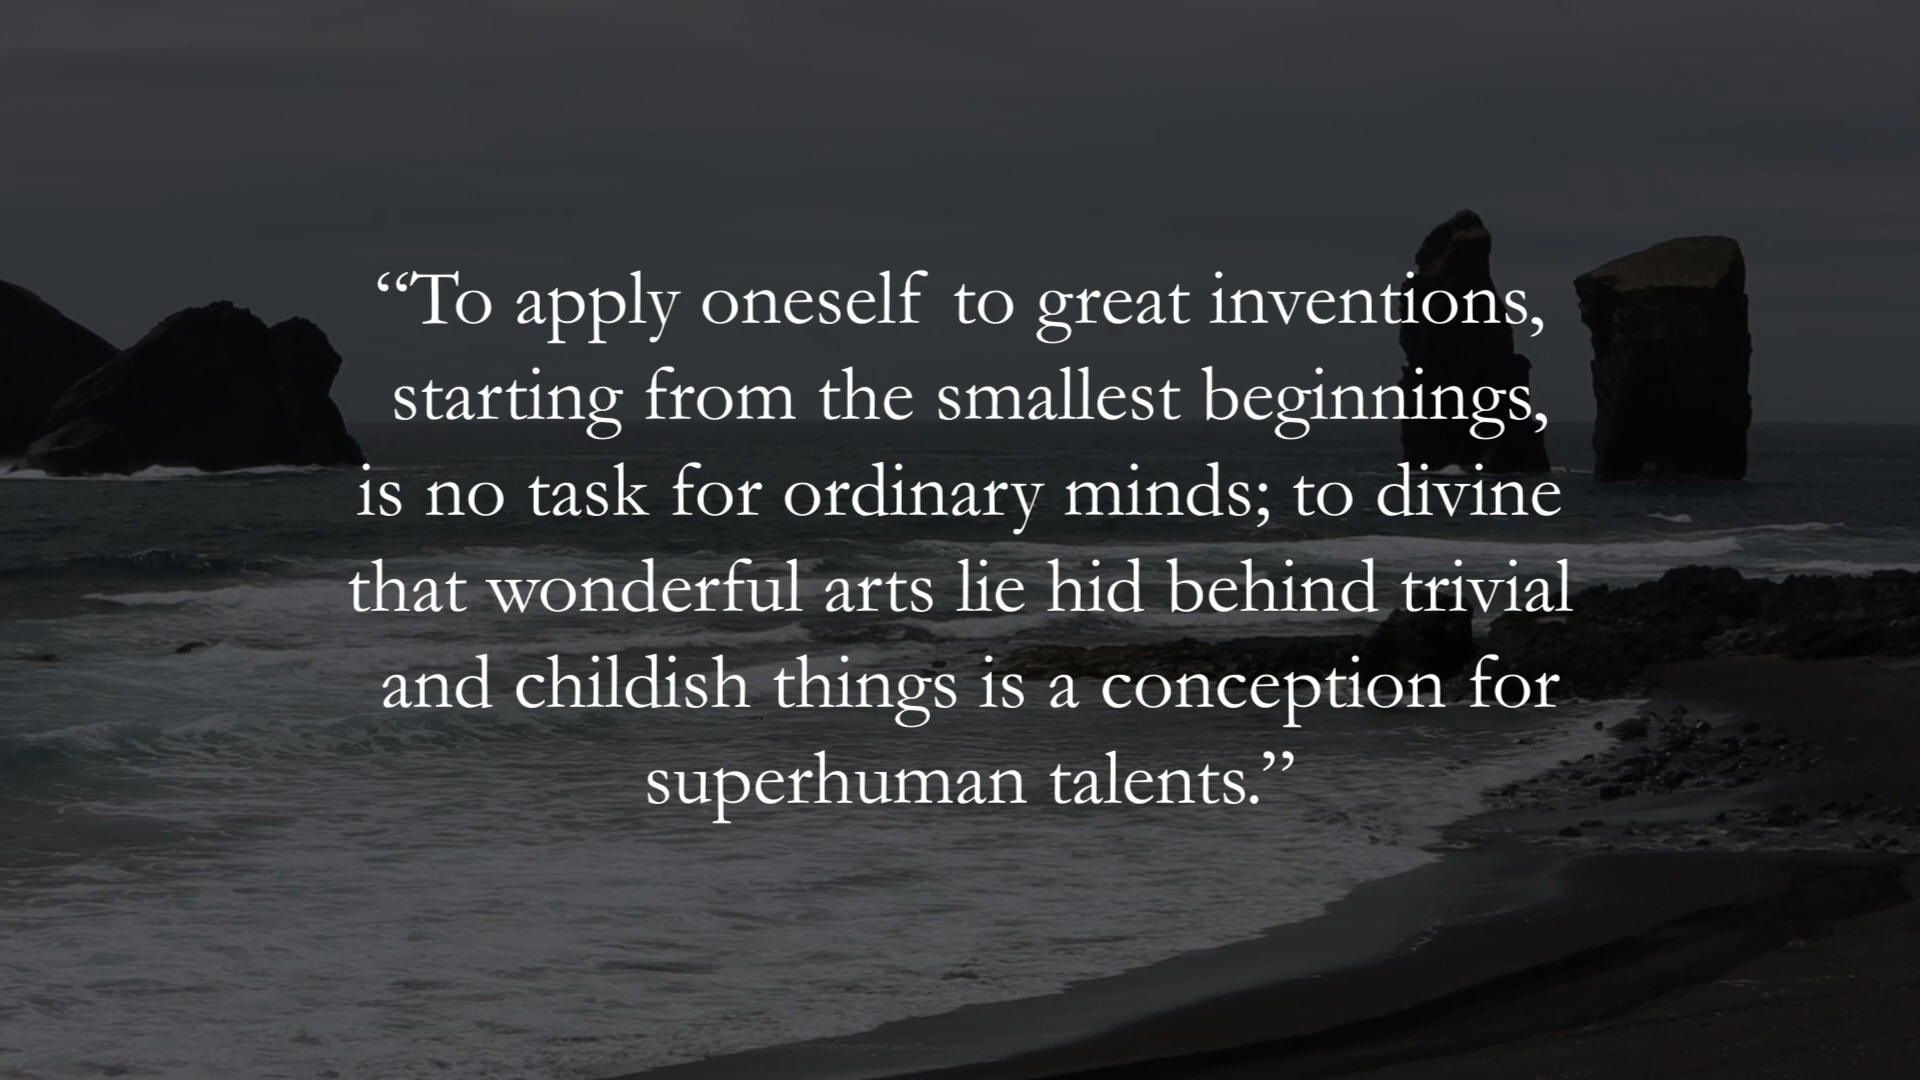 “To apply oneself to great inventions,
starting from the smallest beginnings,
is no task for ordinary minds; to divine
that wonderful arts lie hid behind trivial
and childish things is a conception for
superhuman talents.”